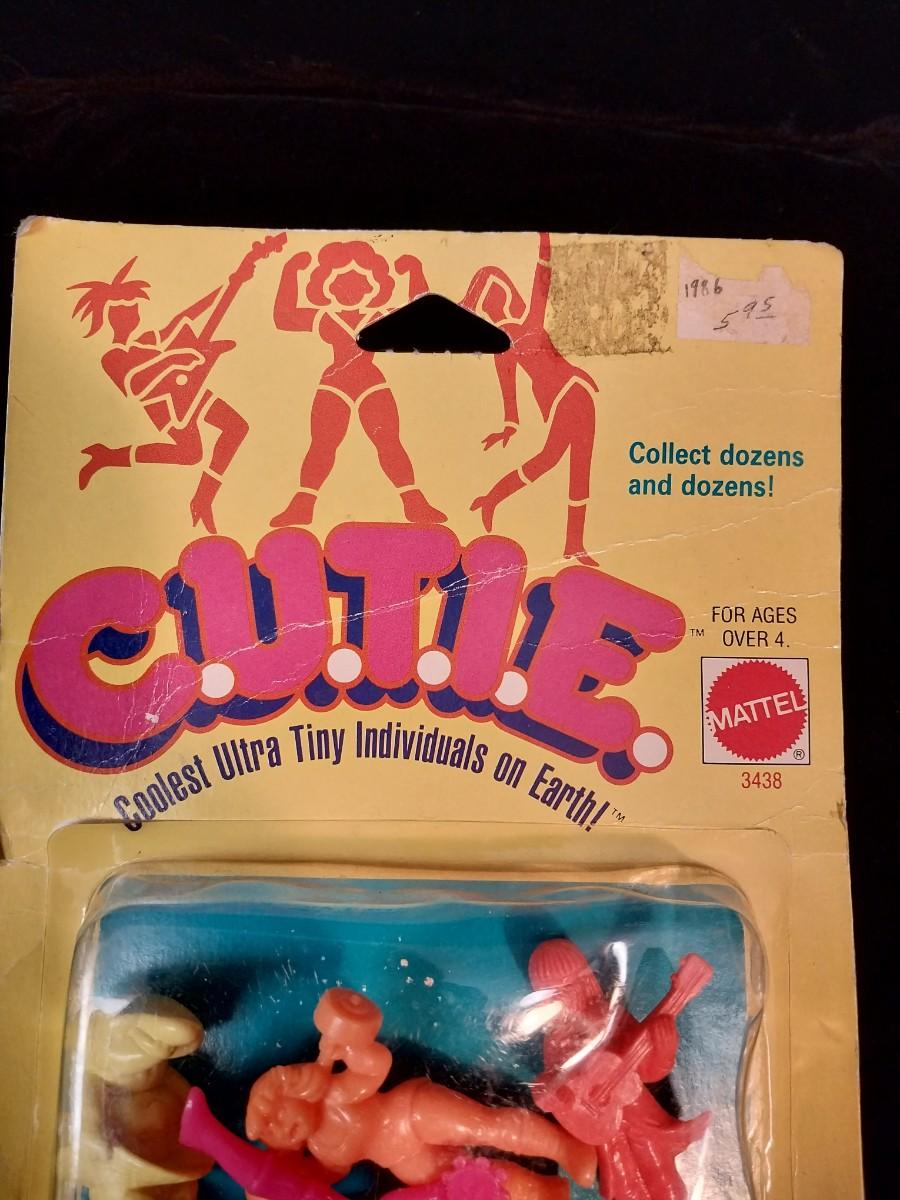 1986
5 95
Collect dozens
and dozens!
C.U.T.I.E.™
Coolest Ultra Tiny Individuals on Earth!™
FOR AGES
OVER 4.
MATTEL®
3438